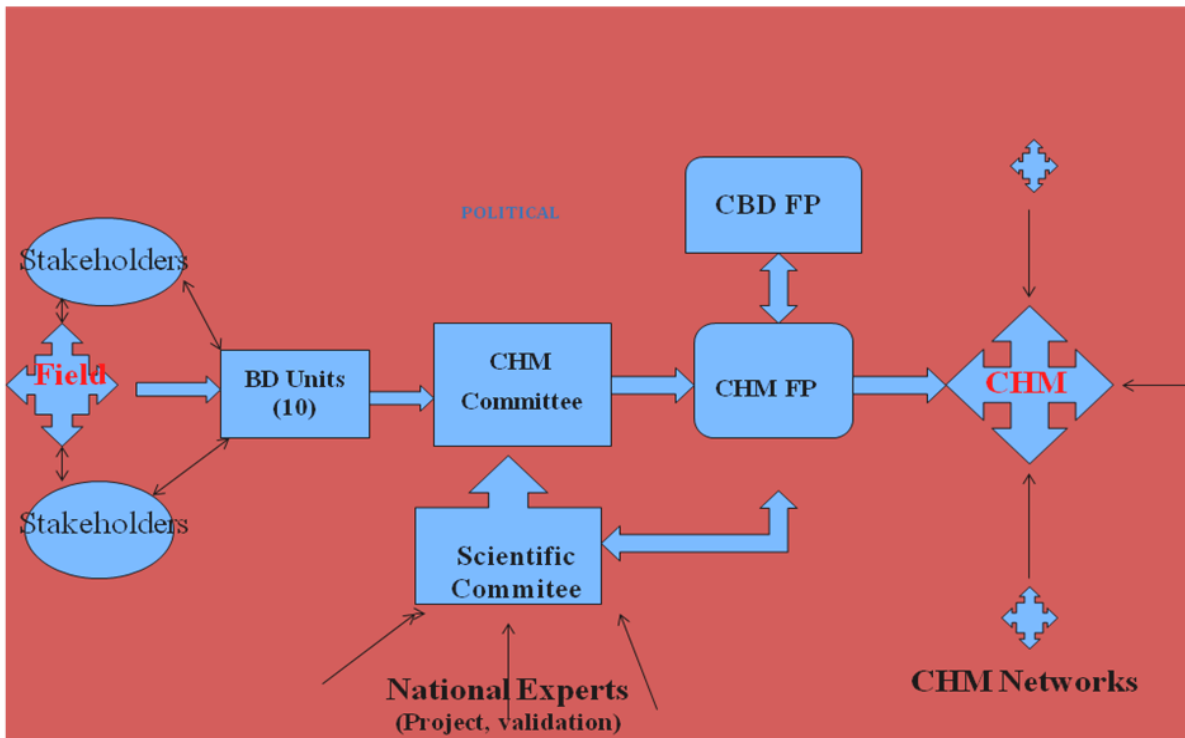 POLITICAL
CBD FP
Stakeholders
Field
BD Units
(10)
CHM
Committee
CHM FP
CHM
Stakeholders
Scientific
Commitee
National Experts
(Project, validation)
CHM Networks